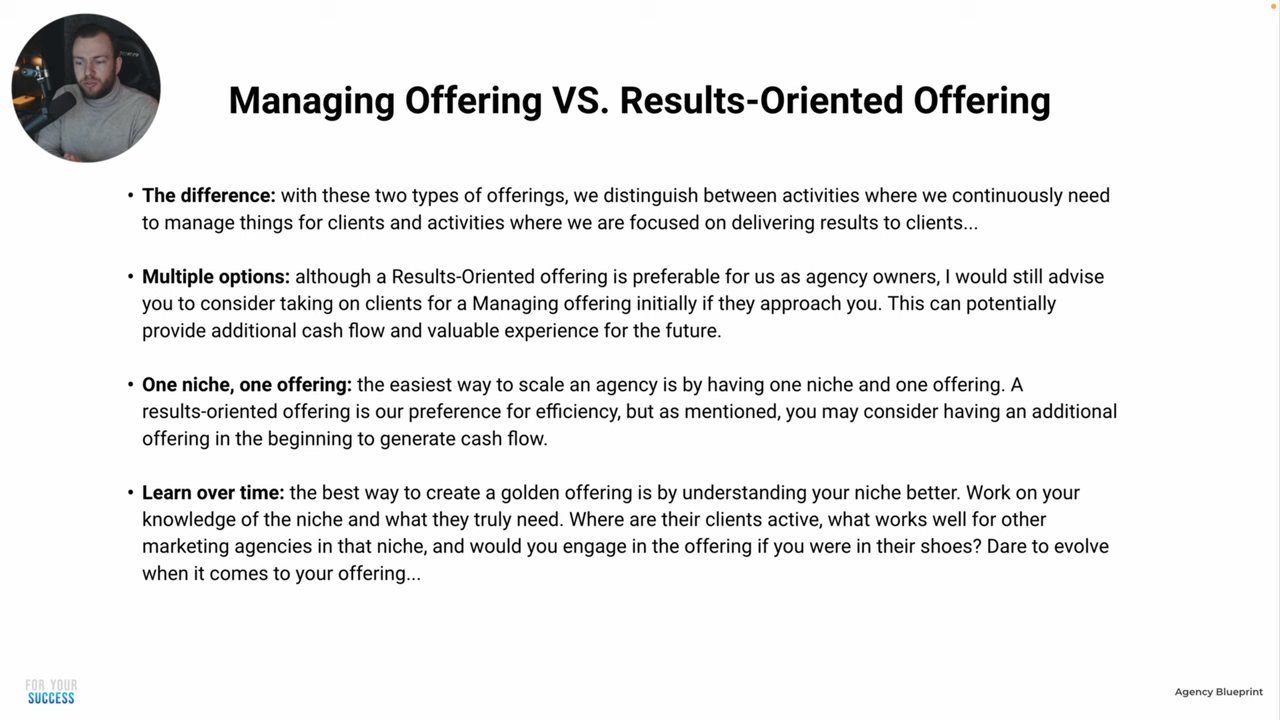 Managing Offering VS. Results-Oriented Offering
• The difference: with these two types of offerings, we distinguish between activities where we continuously need
to manage things for clients and activities where we are focused on delivering results to clients...
• Multiple options: although a Results-Oriented offering is preferable for us as agency owners, I would still advise
you to consider taking on clients for a Managing offering initially if they approach you. This can potentially
provide additional cash flow and valuable experience for the future.
• One niche, one offering: the easiest way to scale an agency is by having one niche and one offering. A
results-oriented offering is our preference for efficiency, but as mentioned, you may consider having an additional
offering in the beginning to generate cash flow.
• Learn over time: the best way to create a golden offering is by understanding your niche better. Work on your
knowledge of the niche and what they truly need. Where are their clients active, what works well for other
marketing agencies in that niche, and would you engage in the offering if you were in their shoes? Dare to evolve
when it comes to your offering...
FOR YOUR
SUCCESS
Agency Blueprint